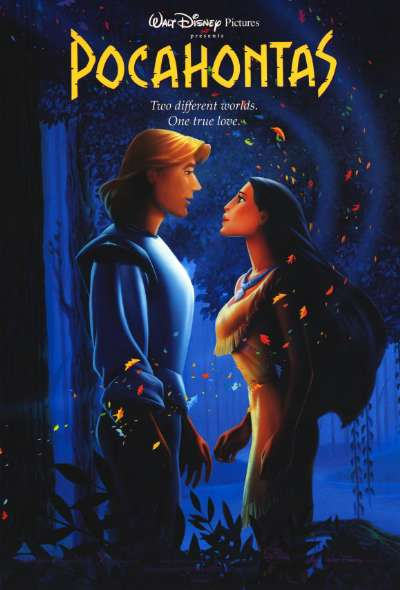 WALT DISNEY Pictures
presents
POCAHONTAS
Two different worlds.
One true love.